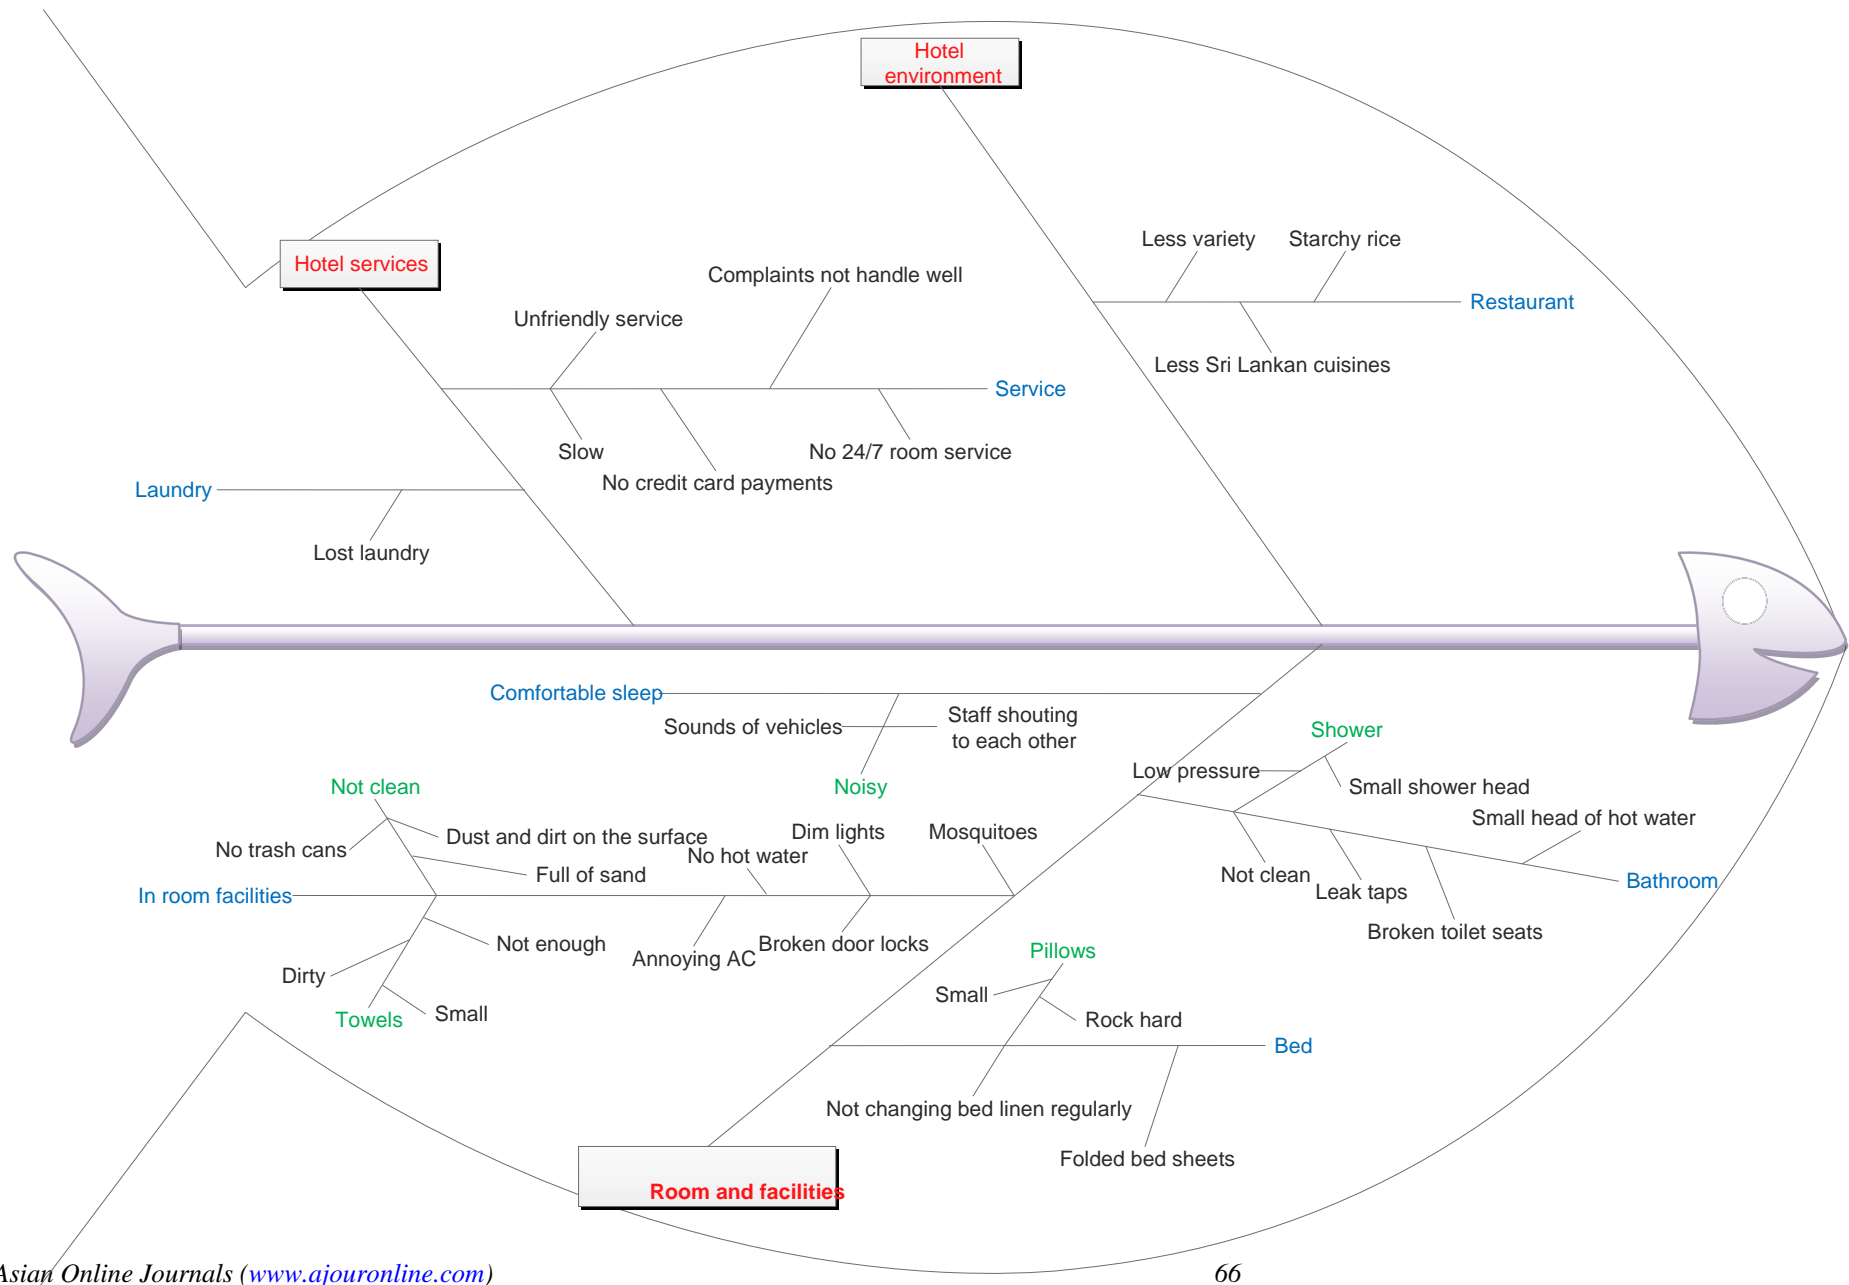 Hotel
environment
Hotel services
Less variety
Starchy rice
Complaints not handle well
Restaurant
Unfriendly service
Less Sri Lankan cuisines
Service
Slow
No 24/7 room service
No credit card payments
Laundry
Lost laundry
Comfortable sleep
Sounds of vehicles
Staff shouting
to each other
Shower
Low pressure
Not clean
Noisy
Small shower head
Small head of hot water
Dust and dirt on the surface
Dim lights
Mosquitoes
No trash cans
No hot water
Full of sand
Not clean
Bathroom
In room facilities
Leak taps
Broken toilet seats
Not enough
Broken door locks
Annoying AC
Pillows
Dirty
Small
Small
Rock hard
Towels
Bed
Not changing bed linen regularly
Folded bed sheets
Room and facilities
Asian Online Journals (www.ajouronline.com) 66